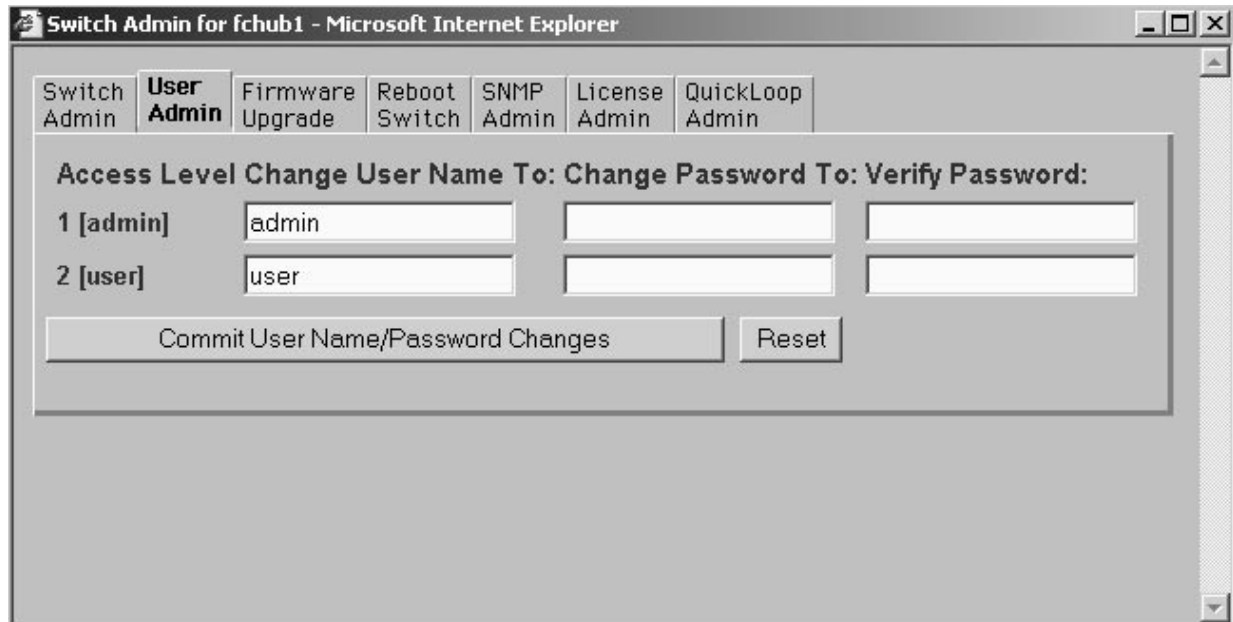 Switch Admin for fchub1 - Microsoft Internet Explorer
Switch Admin
User Admin
Firmware Upgrade
Reboot Switch
SNMP Admin
License Admin
QuickLoop Admin
Access Level Change User Name To: Change Password To: Verify Password:
1 [admin] admin
2 [user] user
Commit User Name/Password Changes Reset